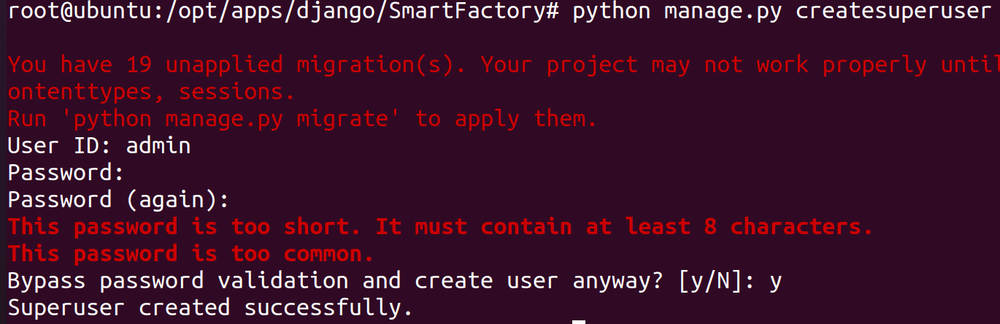 root@ubuntu:/opt/apps/django/SmartFactory# python manage.py createsuperuser
You have 19 unapplied migration(s). Your project may not work properly until
ontenttypes, sessions.
Run 'python manage.py migrate' to apply them.
User ID: admin
Password:
Password (again):
This password is too short. It must contain at least 8 characters.
This password is too common.
Bypass password validation and create user anyway? [y/N]: y
Superuser created successfully.